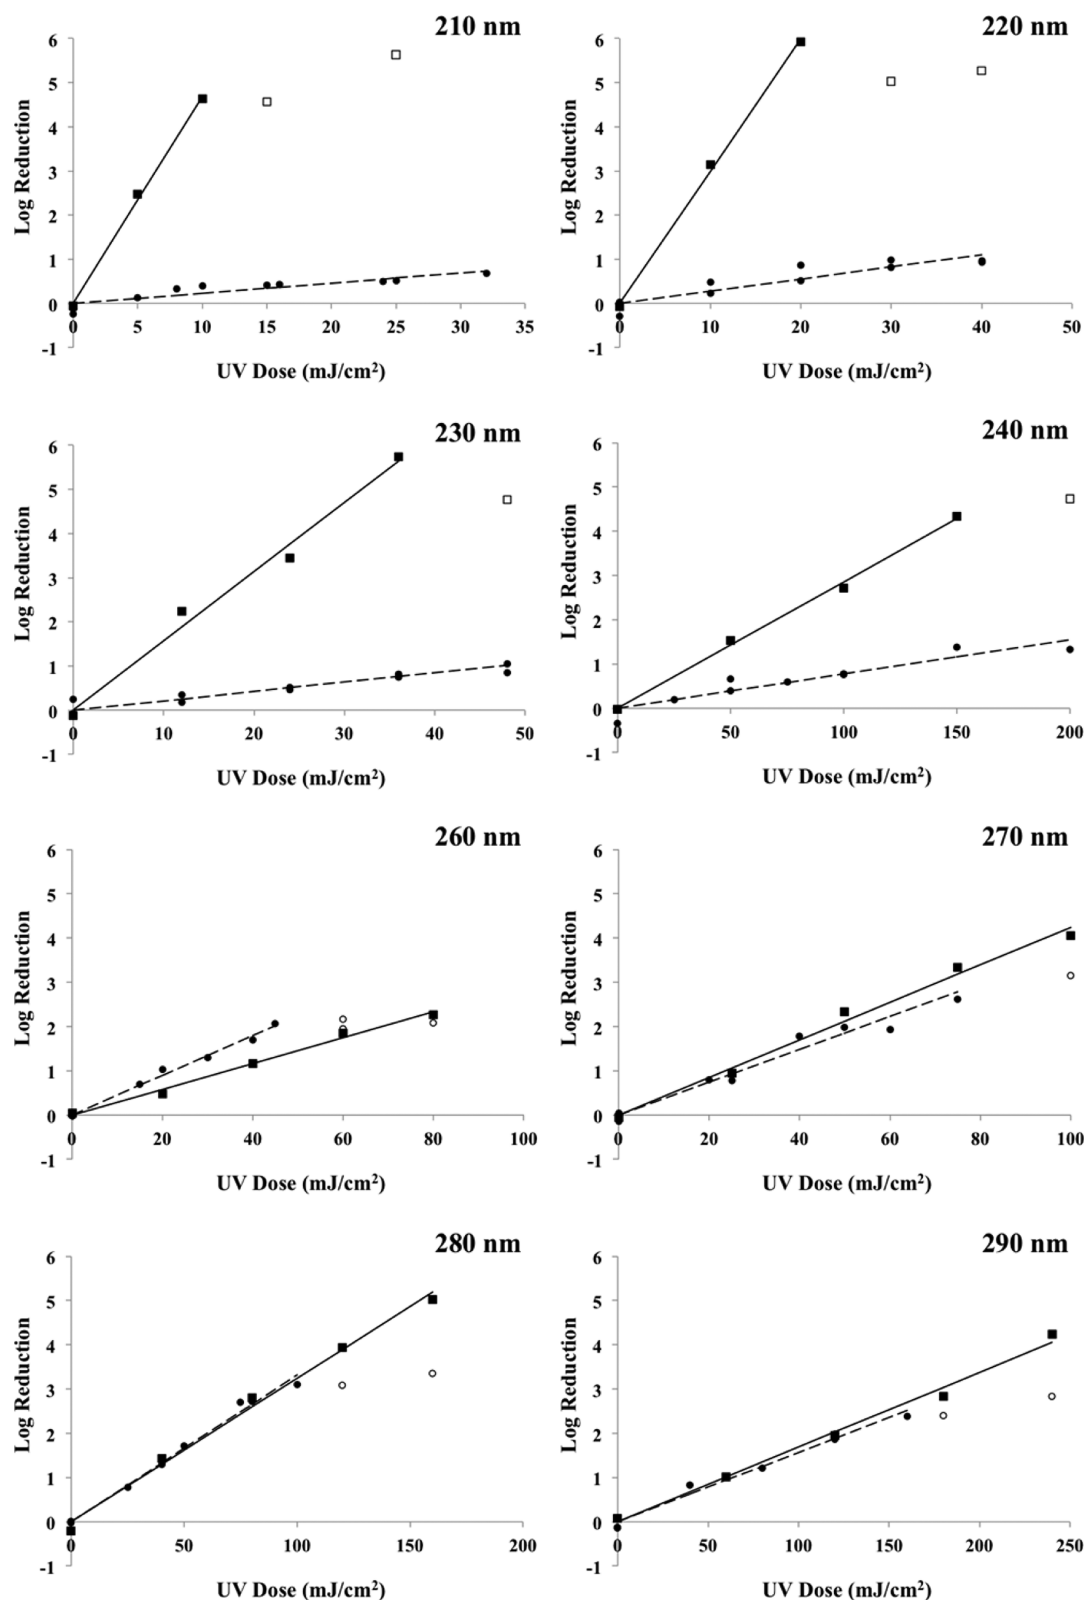 210 nm
6
5
4
3
2
1
0
-1
Log Reduction
0 5 10 15 20 25 30 35
UV Dose (mJ/cm²)
220 nm
6
5
4
3
2
1
0
-1
Log Reduction
0 10 20 30 40 50
UV Dose (mJ/cm²)
230 nm
6
5
4
3
2
1
0
-1
Log Reduction
0 10 20 30 40 50
UV Dose (mJ/cm²)
240 nm
6
5
4
3
2
1
0
-1
Log Reduction
0 50 100 150 200
UV Dose (mJ/cm²)
260 nm
6
5
4
3
2
1
0
-1
Log Reduction
0 20 40 60 80 100
UV Dose (mJ/cm²)
270 nm
6
5
4
3
2
1
0
-1
Log Reduction
0 20 40 60 80 100
UV Dose (mJ/cm²)
280 nm
6
5
4
3
2
1
0
-1
Log Reduction
0 50 100 150 200
UV Dose (mJ/cm²)
290 nm
6
5
4
3
2
1
0
-1
Log Reduction
0 50 100 150 200 250
UV Dose (mJ/cm²)